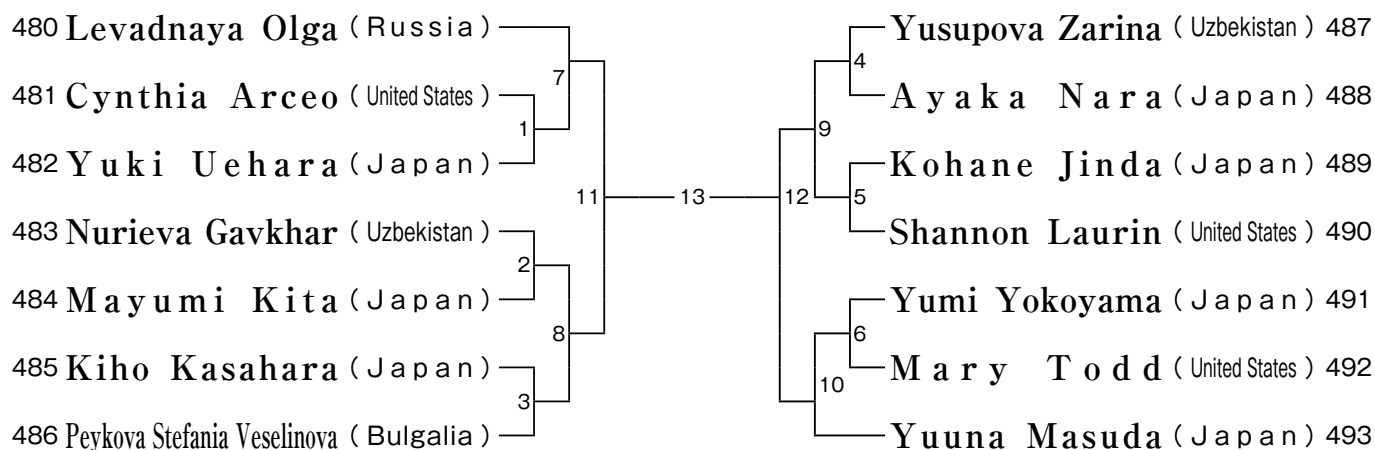 480 Levadnaya Olga (Russia)
481 Cynthia Arceo (United States)
482 Yuki Uehara (Japan)
483 Nurieva Gavkhar (Uzbekistan)
484 Mayumi Kita (Japan)
485 Kiho Kasahara (Japan)
486 Peykova Stefania Veselinova (Bulgalia)
7
1
11
2
8
3
13
Yusupova Zarina (Uzbekistan) 487
Ayaka Nara (Japan) 488
Kohane Jinda (Japan) 489
Shannon Laurin (United States) 490
Yumi Yokoyama (Japan) 491
Mary Todd (United States) 492
Yuuna Masuda (Japan) 493
4
9
12
5
6
10